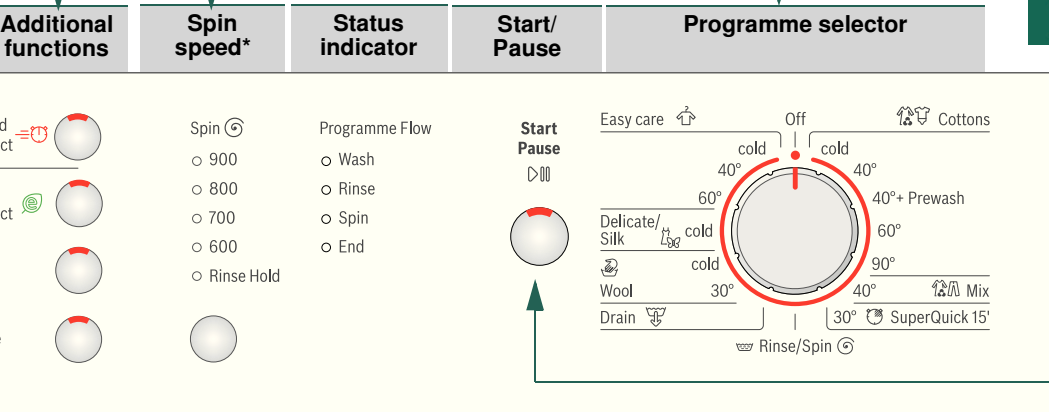 Additional
functions
Spin
speed*
Status
indicator
Start/
Pause
Programme selector
d
ct
ct
e
Spin
900
800
700
600
Rinse Hold
Programme Flow
Wash
Rinse
Spin
End
Start
Pause
Easy care
Off
Cottons
cold
cold
40°
40°
60°
40°+ Prewash
Delicate/
Silk
cold
60°
cold
90°
Wool
30°
40°
Mix
Drain
30°
SuperQuick 15'
Rinse/Spin